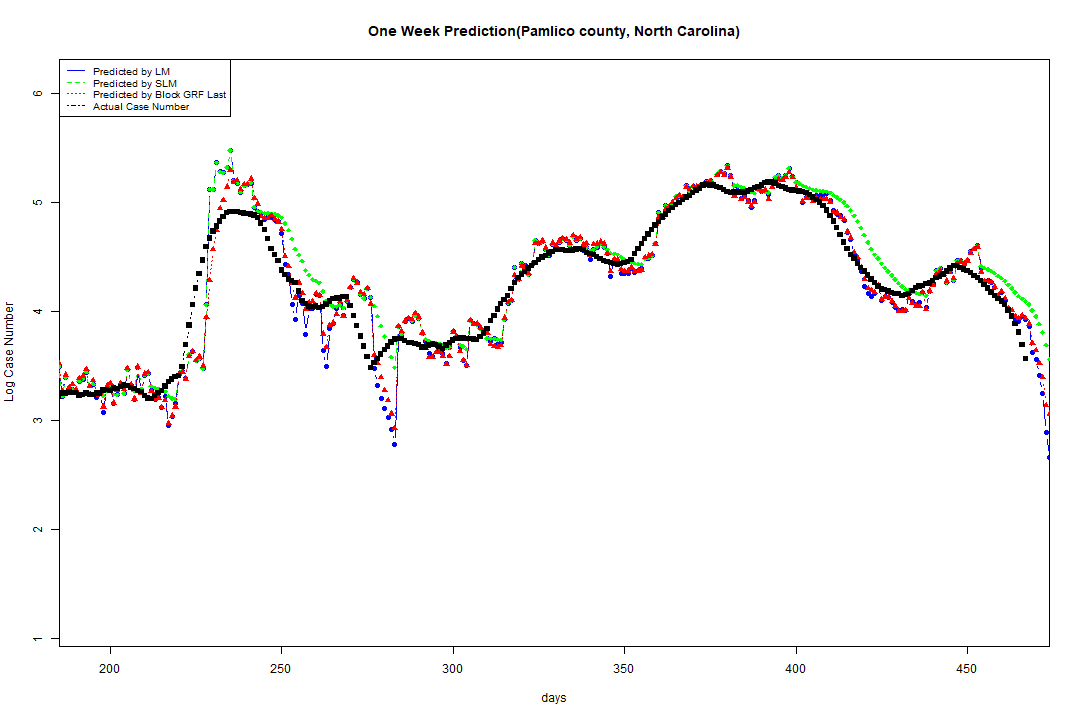 One Week Prediction(Pamlico county, North Carolina)
Predicted by LM
Predicted by SLM
Predicted by Block GRF Last
Actual Case Number
6
5
4
3
2
1
Log Case Number
200 250 300 350 400 450
days